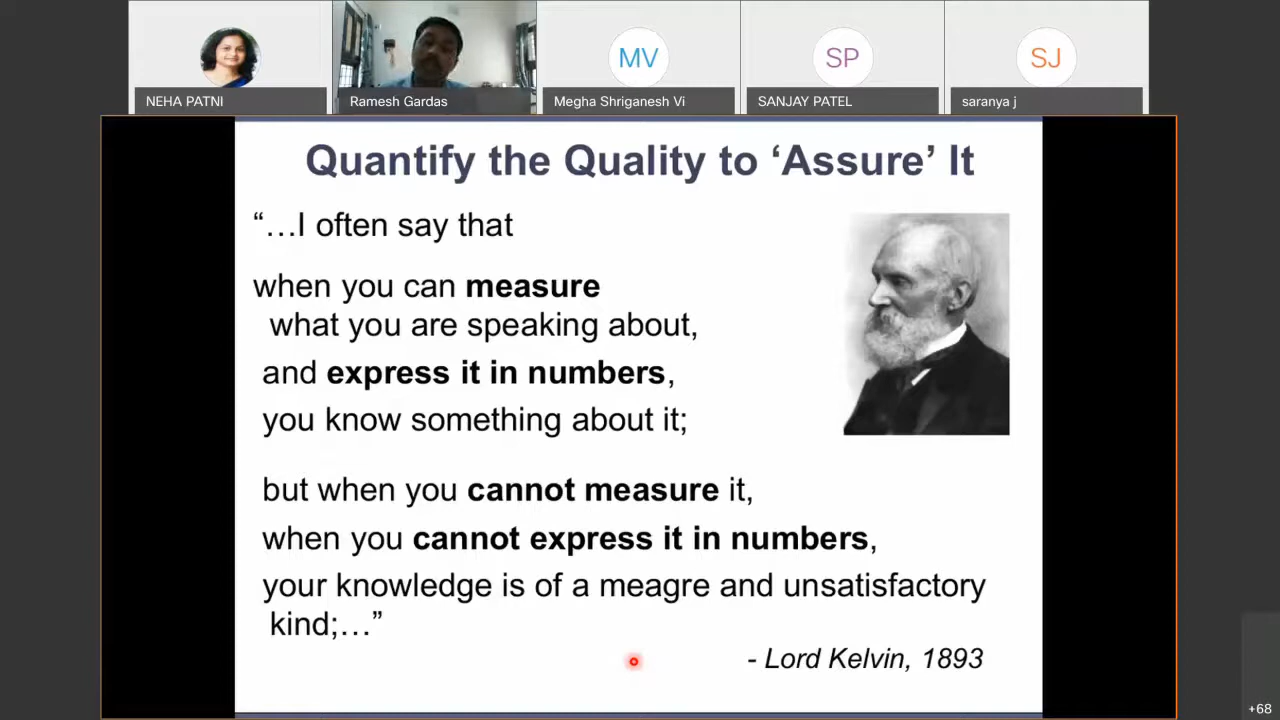 MV
SP
SJ
NEHA PATNI
Ramesh Gardas
Megha Shriganesh Vi
SANJAY PATEL
saranya j
Quantify the Quality to ‘Assure’ It
“…I often say that
when you can measure
what you are speaking about,
and express it in numbers,
you know something about it;
but when you cannot measure it,
when you cannot express it in numbers,
your knowledge is of a meagre and unsatisfactory
kind;…”
- Lord Kelvin, 1893
+68